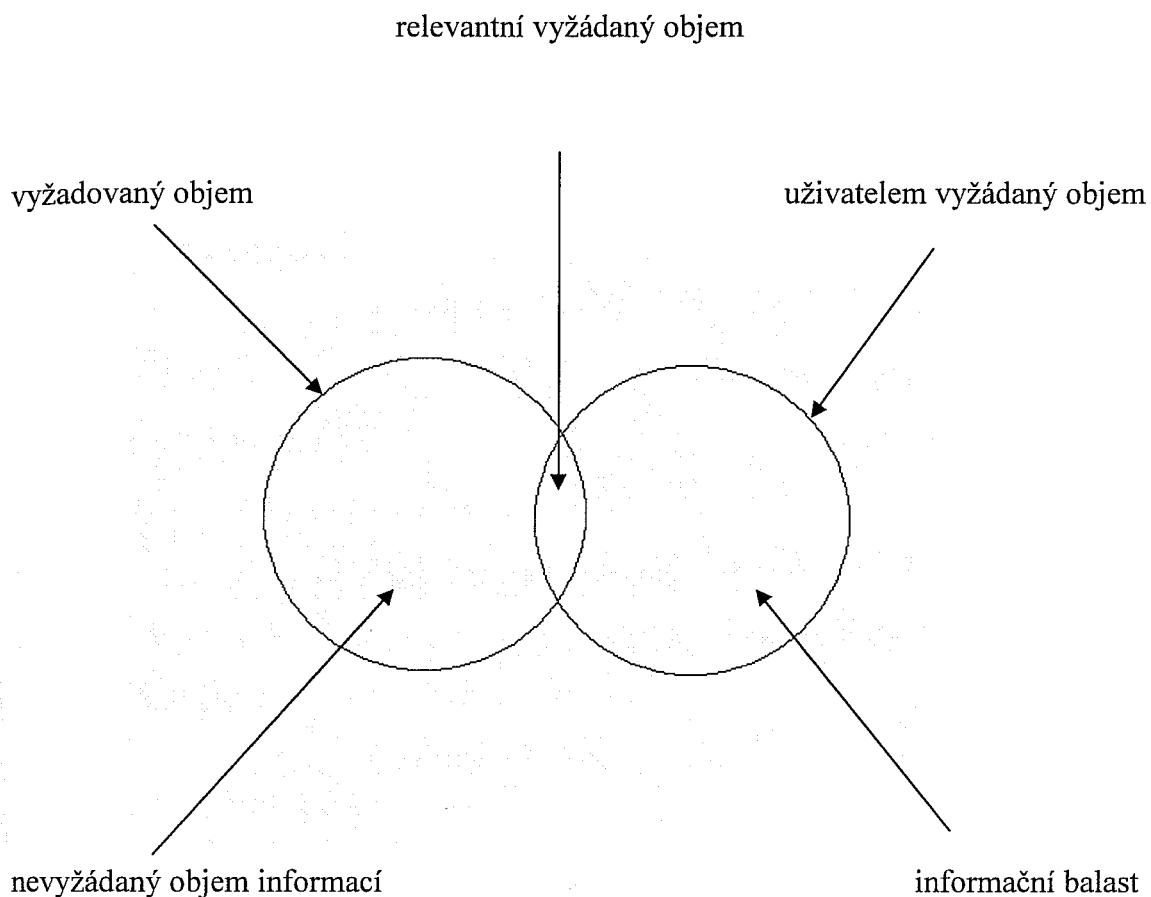 relevantní vyžádaný objem
vyžadovaný objem
uživatelem vyžádaný objem
nevyžádaný objem informací
informační balast